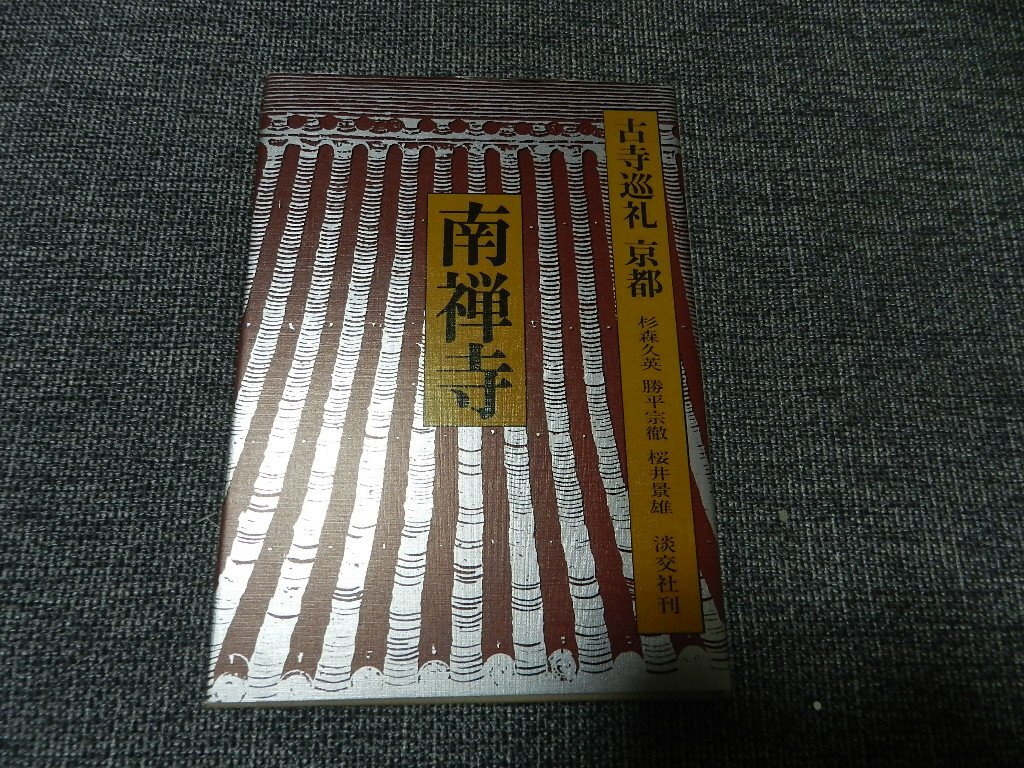 古寺巡礼 京都
杉森久英 勝平宗徹 桜井景雄
淡交社刊
南禅寺